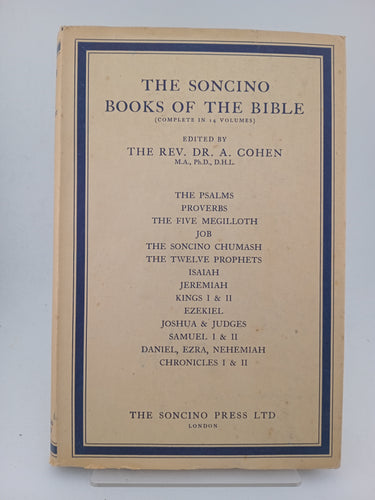 THE SONCINO
BOOKS OF THE BIBLE
[COMPLETE IN 14 VOLUMES]
EDITED BY
THE REV. DR. A. COHEN
M.A., Ph.D., D.H.L.
THE PSALMS
PROVERBS
THE FIVE MEGILLOTH
JOB
THE SONCINO CHUMASH
THE TWELVE PROPHETS
ISAIAH
JEREMIAH
KINGS I & II
EZEKIEL
JOSHUA & JUDGES
SAMUEL I & II
DANIEL, EZRA, NEHEMIAH
CHRONICLES I & II
THE SONCINO PRESS LTD
LONDON